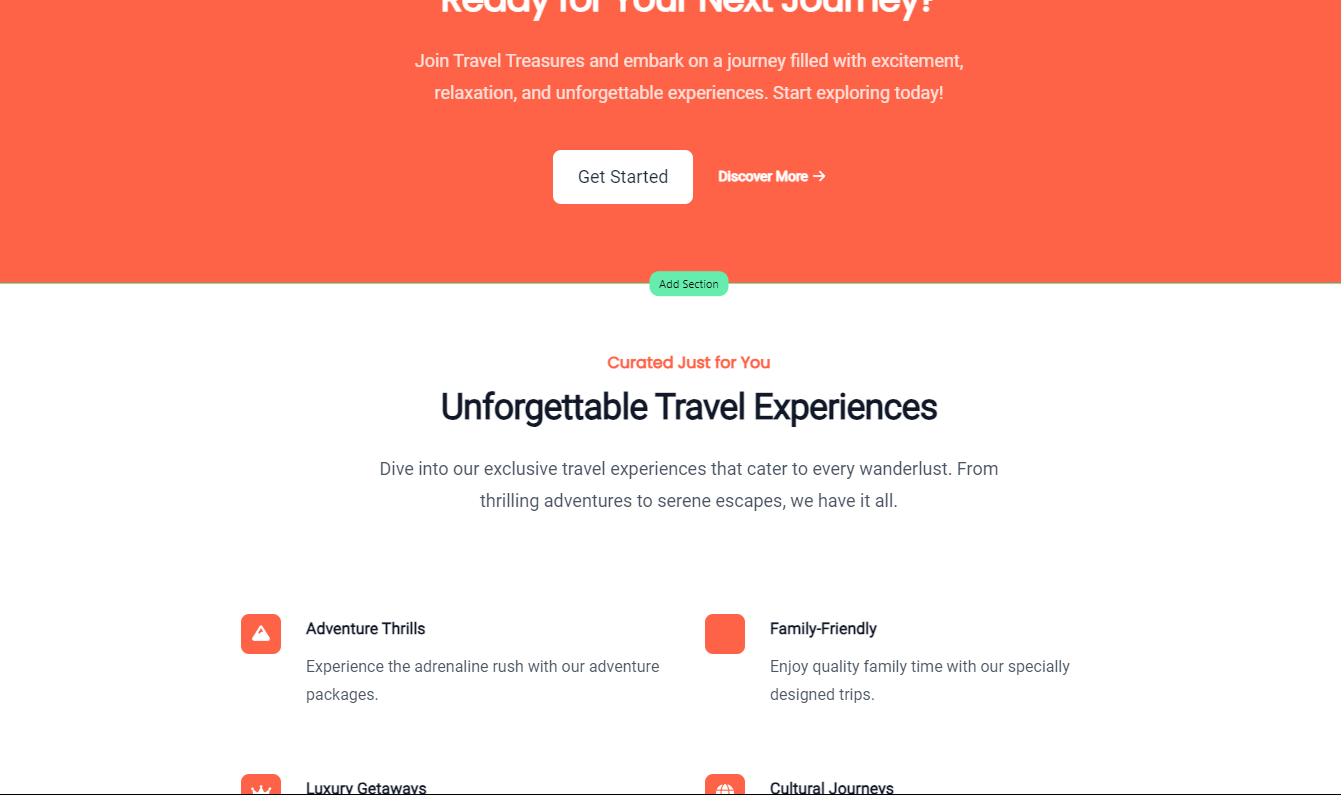 Ready for Your Next Journey?
Join Travel Treasures and embark on a journey filled with excitement,
relaxation, and unforgettable experiences. Start exploring today!
Get Started
Discover More →
Add Section
Curated Just for You
Unforgettable Travel Experiences
Dive into our exclusive travel experiences that cater to every wanderlust. From
thrilling adventures to serene escapes, we have it all.
Adventure Thrills
Experience the adrenaline rush with our adventure
packages.
Family-Friendly
Enjoy quality family time with our specially
designed trips.
Luxury Getaways
Cultural Journeys